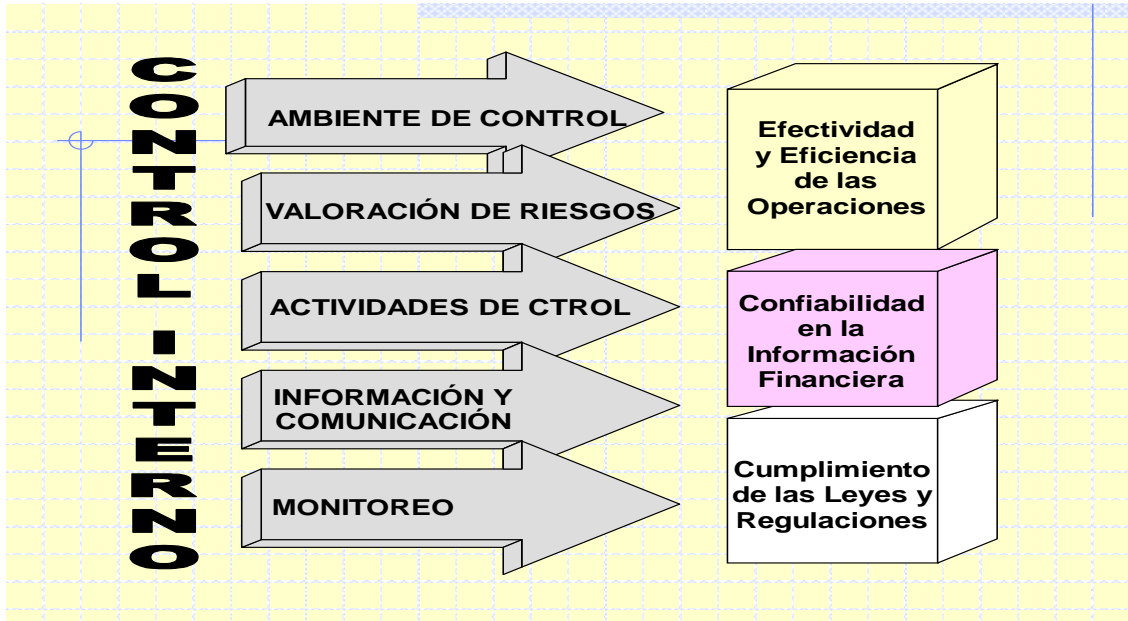 CONTROL INTERNO
AMBIENTE DE CONTROL
VALORACIÓN DE RIESGOS
ACTIVIDADES DE CTROL
INFORMACIÓN Y
COMUNICACIÓN
MONITOREO
Efectividad
y Eficiencia
de las
Operaciones
Confiabilidad
en la
Información
Financiera
Cumplimiento
de las Leyes y
Regulaciones